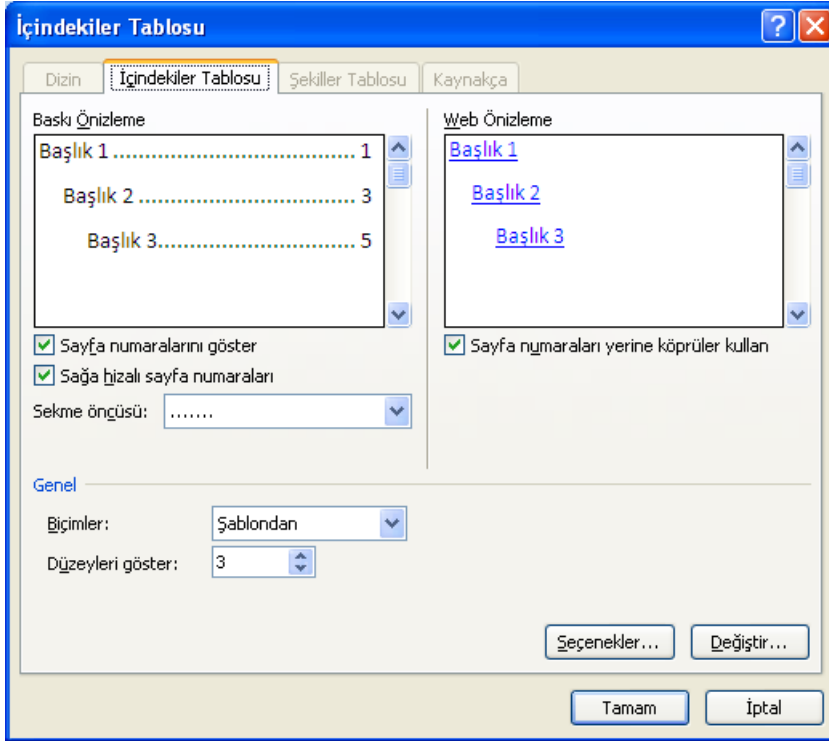 İçindekiler Tablosu
Dizin
İçindekiler Tablosu
Şekiller Tablosu
Kaynakça
Baskı Önizleme
Başlık 1 .................................... 1
Başlık 2 ................................ 3
Başlık 3............................. 5
Sayfa numaralarını göster
Sağa hizalı sayfa numaraları
Sekme öncüsü: .......
Web Önizleme
Başlık 1
Başlık 2
Başlık 3
Sayfa numaraları yerine köprüler kullan
Genel
Biçimler: Şablondan
Düzeyleri göster: 3
Seçenekler...
Değiştir...
Tamam
İptal